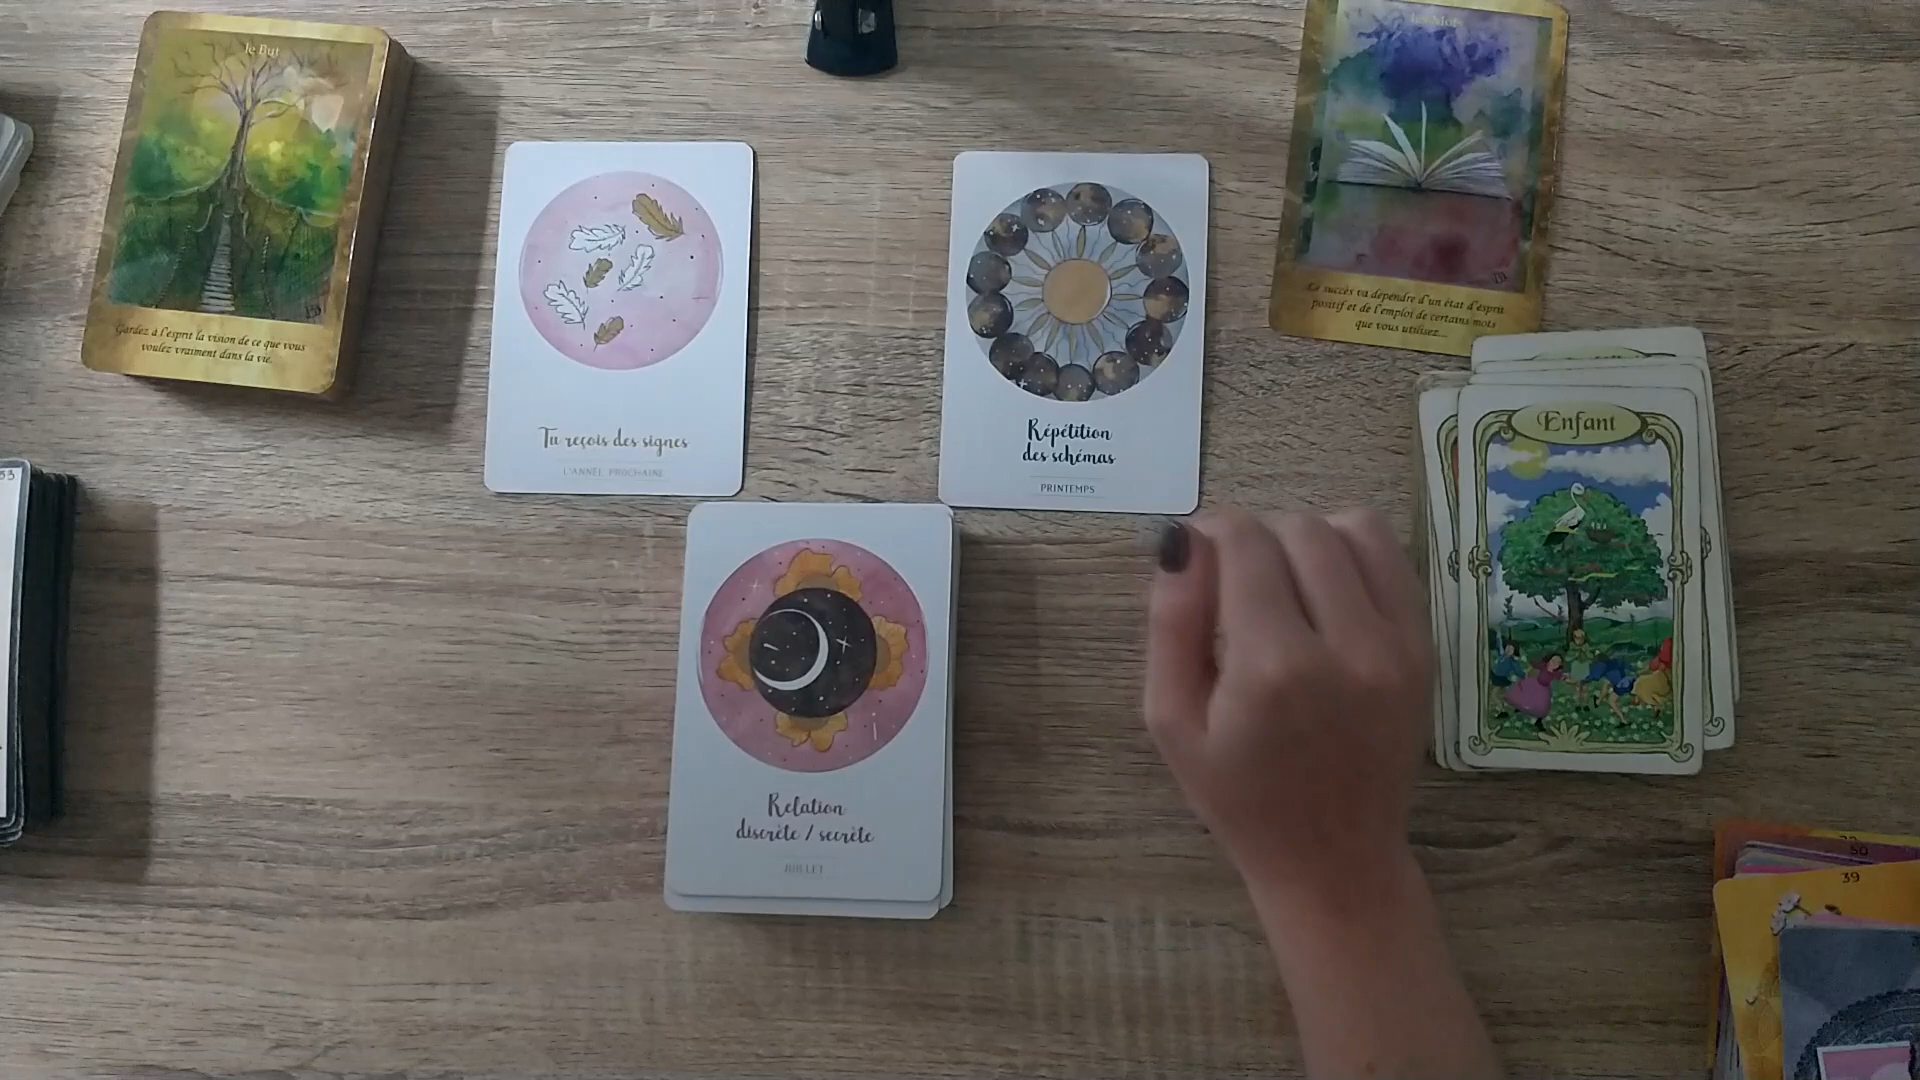 le But
Gardez à l'esprit la vision de ce que vous
voulez vraiment dans la vie.
Tu reçois des signes
L'ANNÉE PROCHAINE
Répétition
des schémas
PRINTEMPS
les Mots
Le succès va dépendre d'un état d'esprit
positif et de l'emploi de certains mots
que vous utilisez...
Enfant
Relation
discrète / secrète
JUILLET
50
39